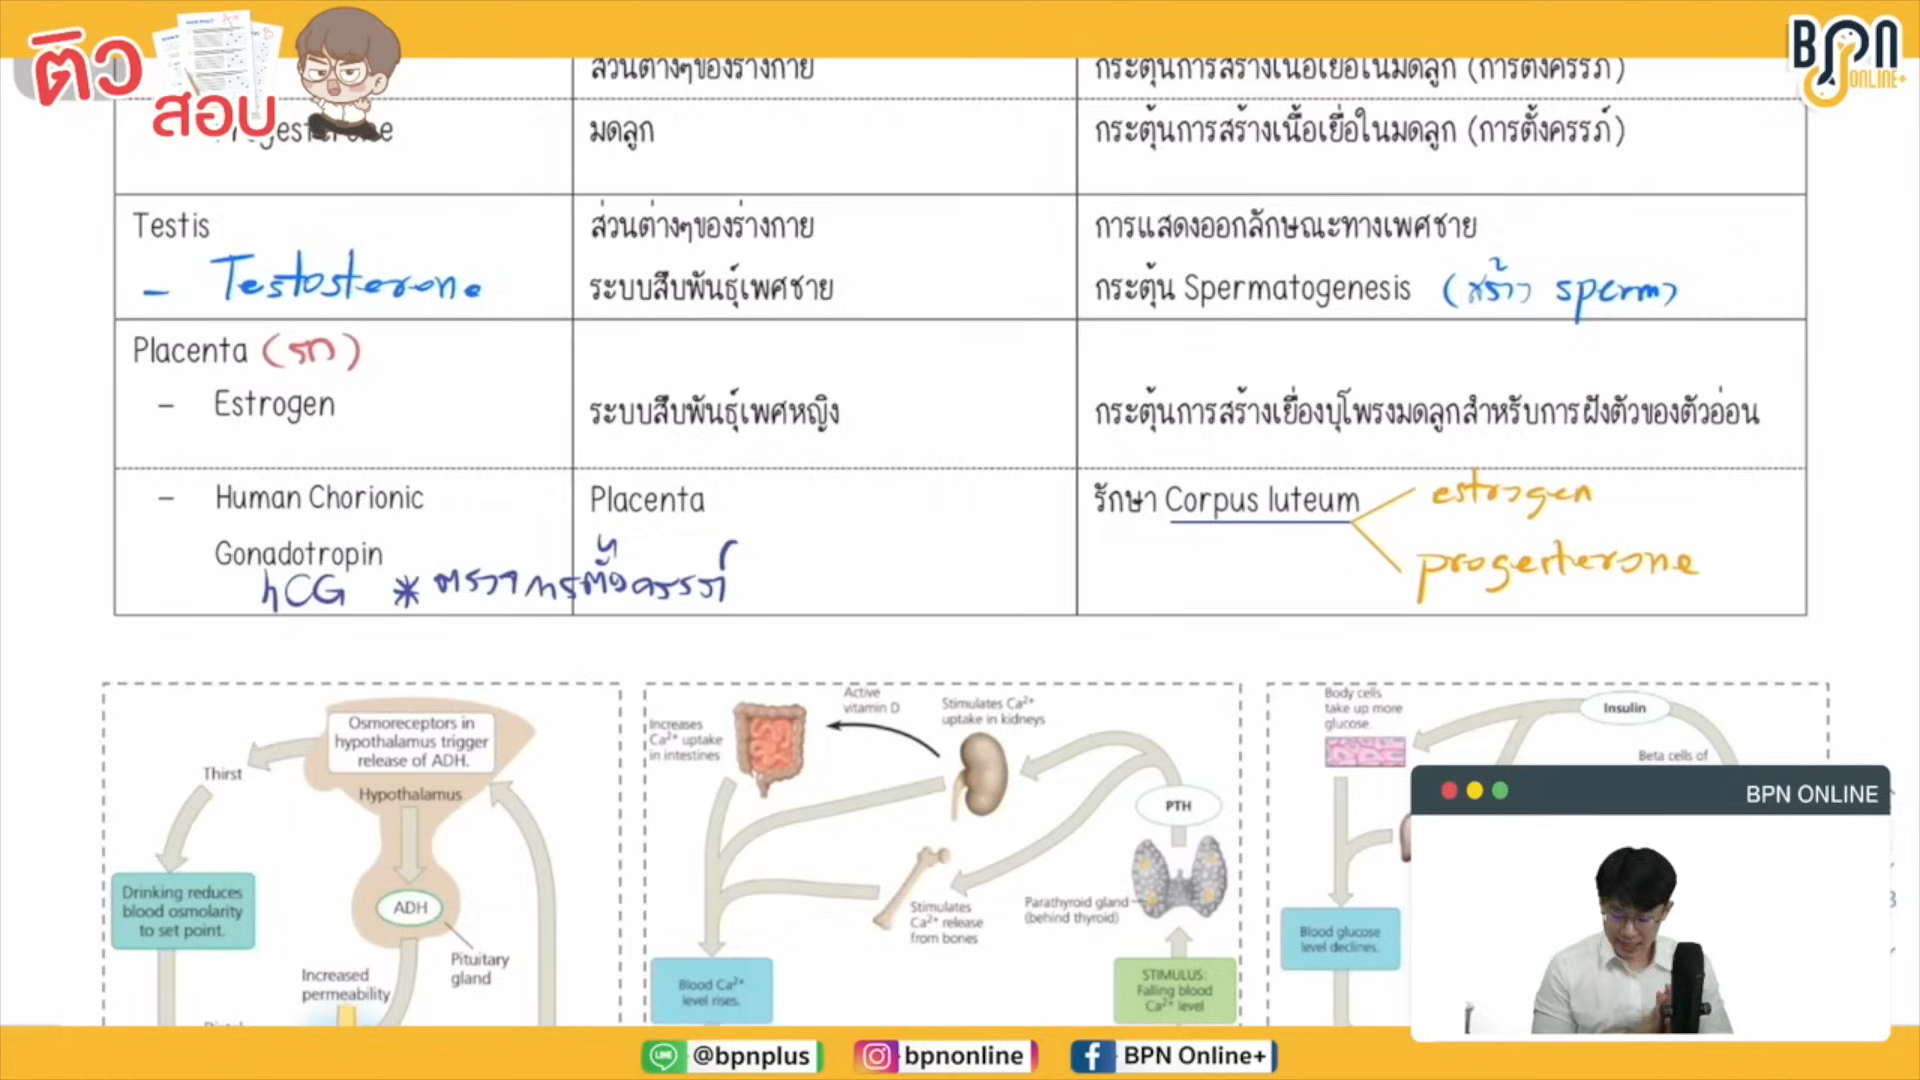 ติว
สอบ
BPN
ONLINE+
ส่วนต่างๆของร่างกาย
กระตุ้นการสร้างเนื้อเยื่อในมดลูก (การตั้งครรภ์)
มดลูก
กระตุ้นการสร้างเนื้อเยื่อในมดลูก (การตั้งครรภ์)
Testis
- Testosterone
ส่วนต่างๆของร่างกาย
ระบบสืบพันธุ์เพศชาย
การแสดงออกลักษณะทางเพศชาย
กระตุ้น Spermatogenesis (สร้าง sperm)
Placenta (รก)
- Estrogen
ระบบสืบพันธุ์เพศหญิง
กระตุ้นการสร้างเยื่องบุโพรงมดลูกสำหรับการฝังตัวของตัวอ่อน
- Human Chorionic
Gonadotropin
hCG * ตรวจการตั้งครรภ์
Placenta
รักษา Corpus luteum
estrogen
progesterone
Osmoreceptors in
hypothalamus trigger
release of ADH.
Thirst
Hypothalamus
Drinking reduces
blood osmolarity
to set point.
ADH
Pituitary
gland
Increased
permeability
Increases
Ca²⁺ uptake
in intestines
Active
vitamin D
Stimulates Ca²⁺
uptake in kidneys
PTH
Stimulates
Ca²⁺ release
from bones
Parathyroid gland
(behind thyroid)
Blood Ca²⁺
level rises.
STIMULUS:
Falling blood
Ca²⁺ level
Body cells
take up more
glucose.
Insulin
Beta cells of
Blood glucose
level declines.
BPN ONLINE
LINE @bpnplus
bpnonline
BPN Online+